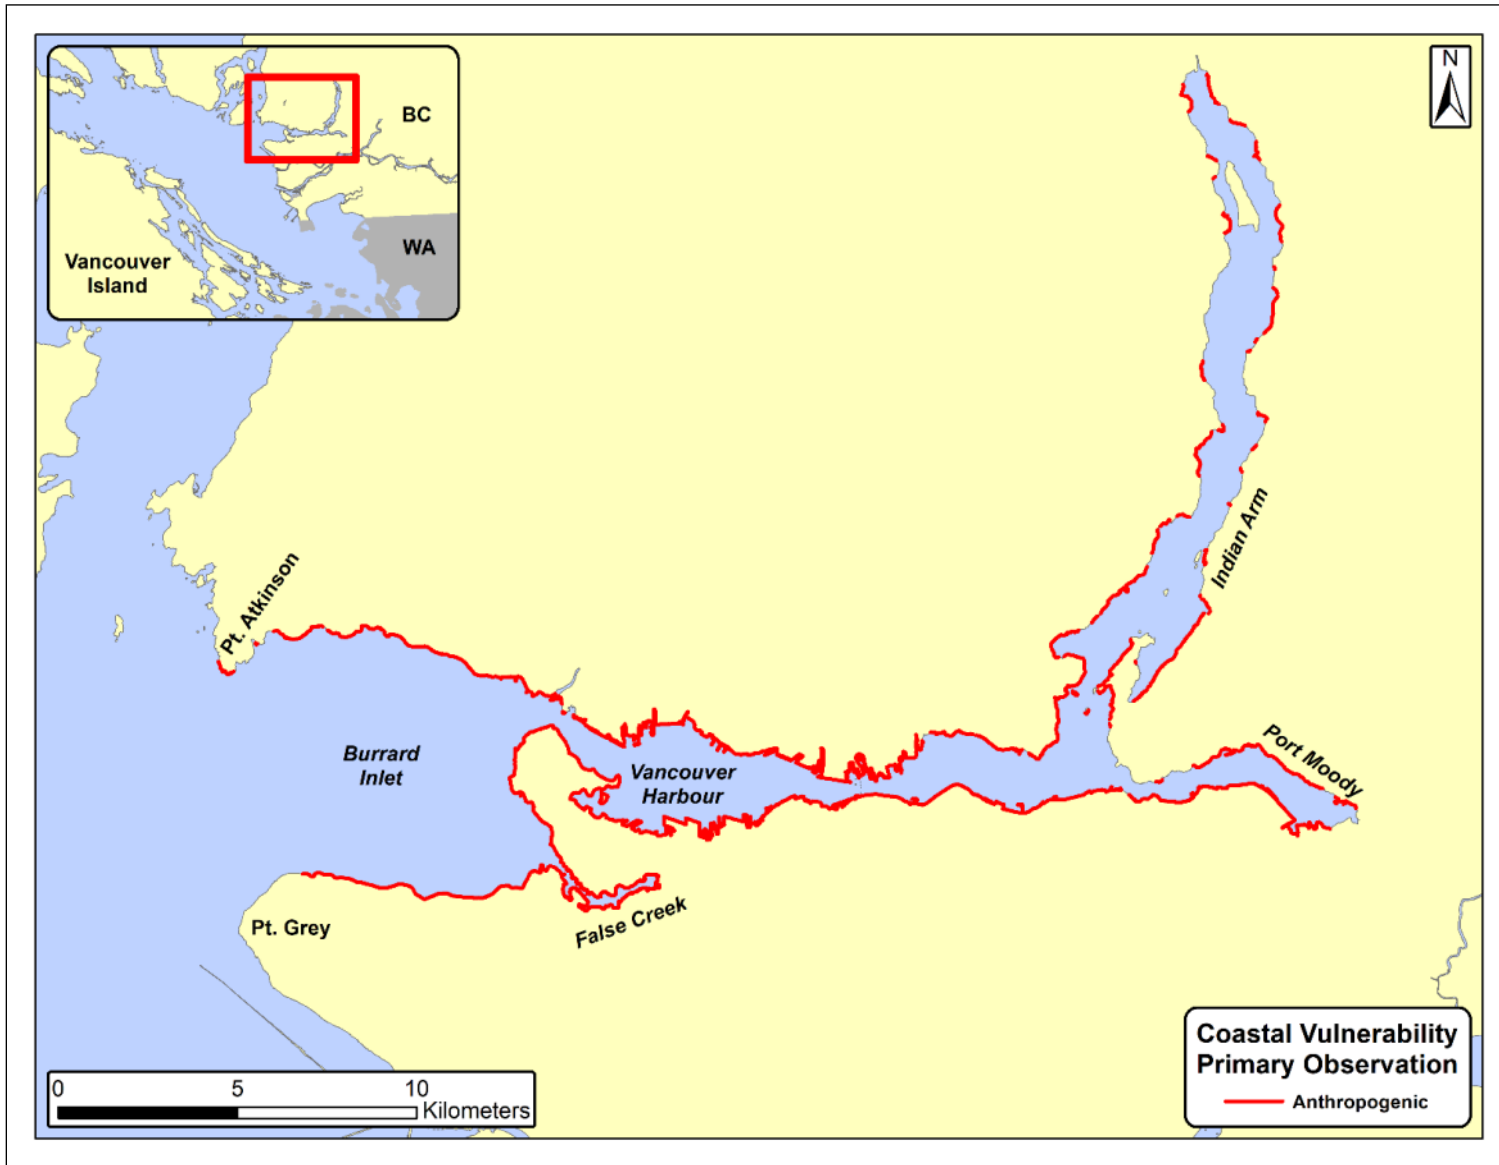 N
BC
WA
Vancouver
Island
Pt. Atkinson
Indian Arm
Burrard
Inlet
Vancouver
Harbour
Port Moody
False Creek
Pt. Grey
Coastal Vulnerability
Primary Observation
Anthropogenic
0 5 10
Kilometers